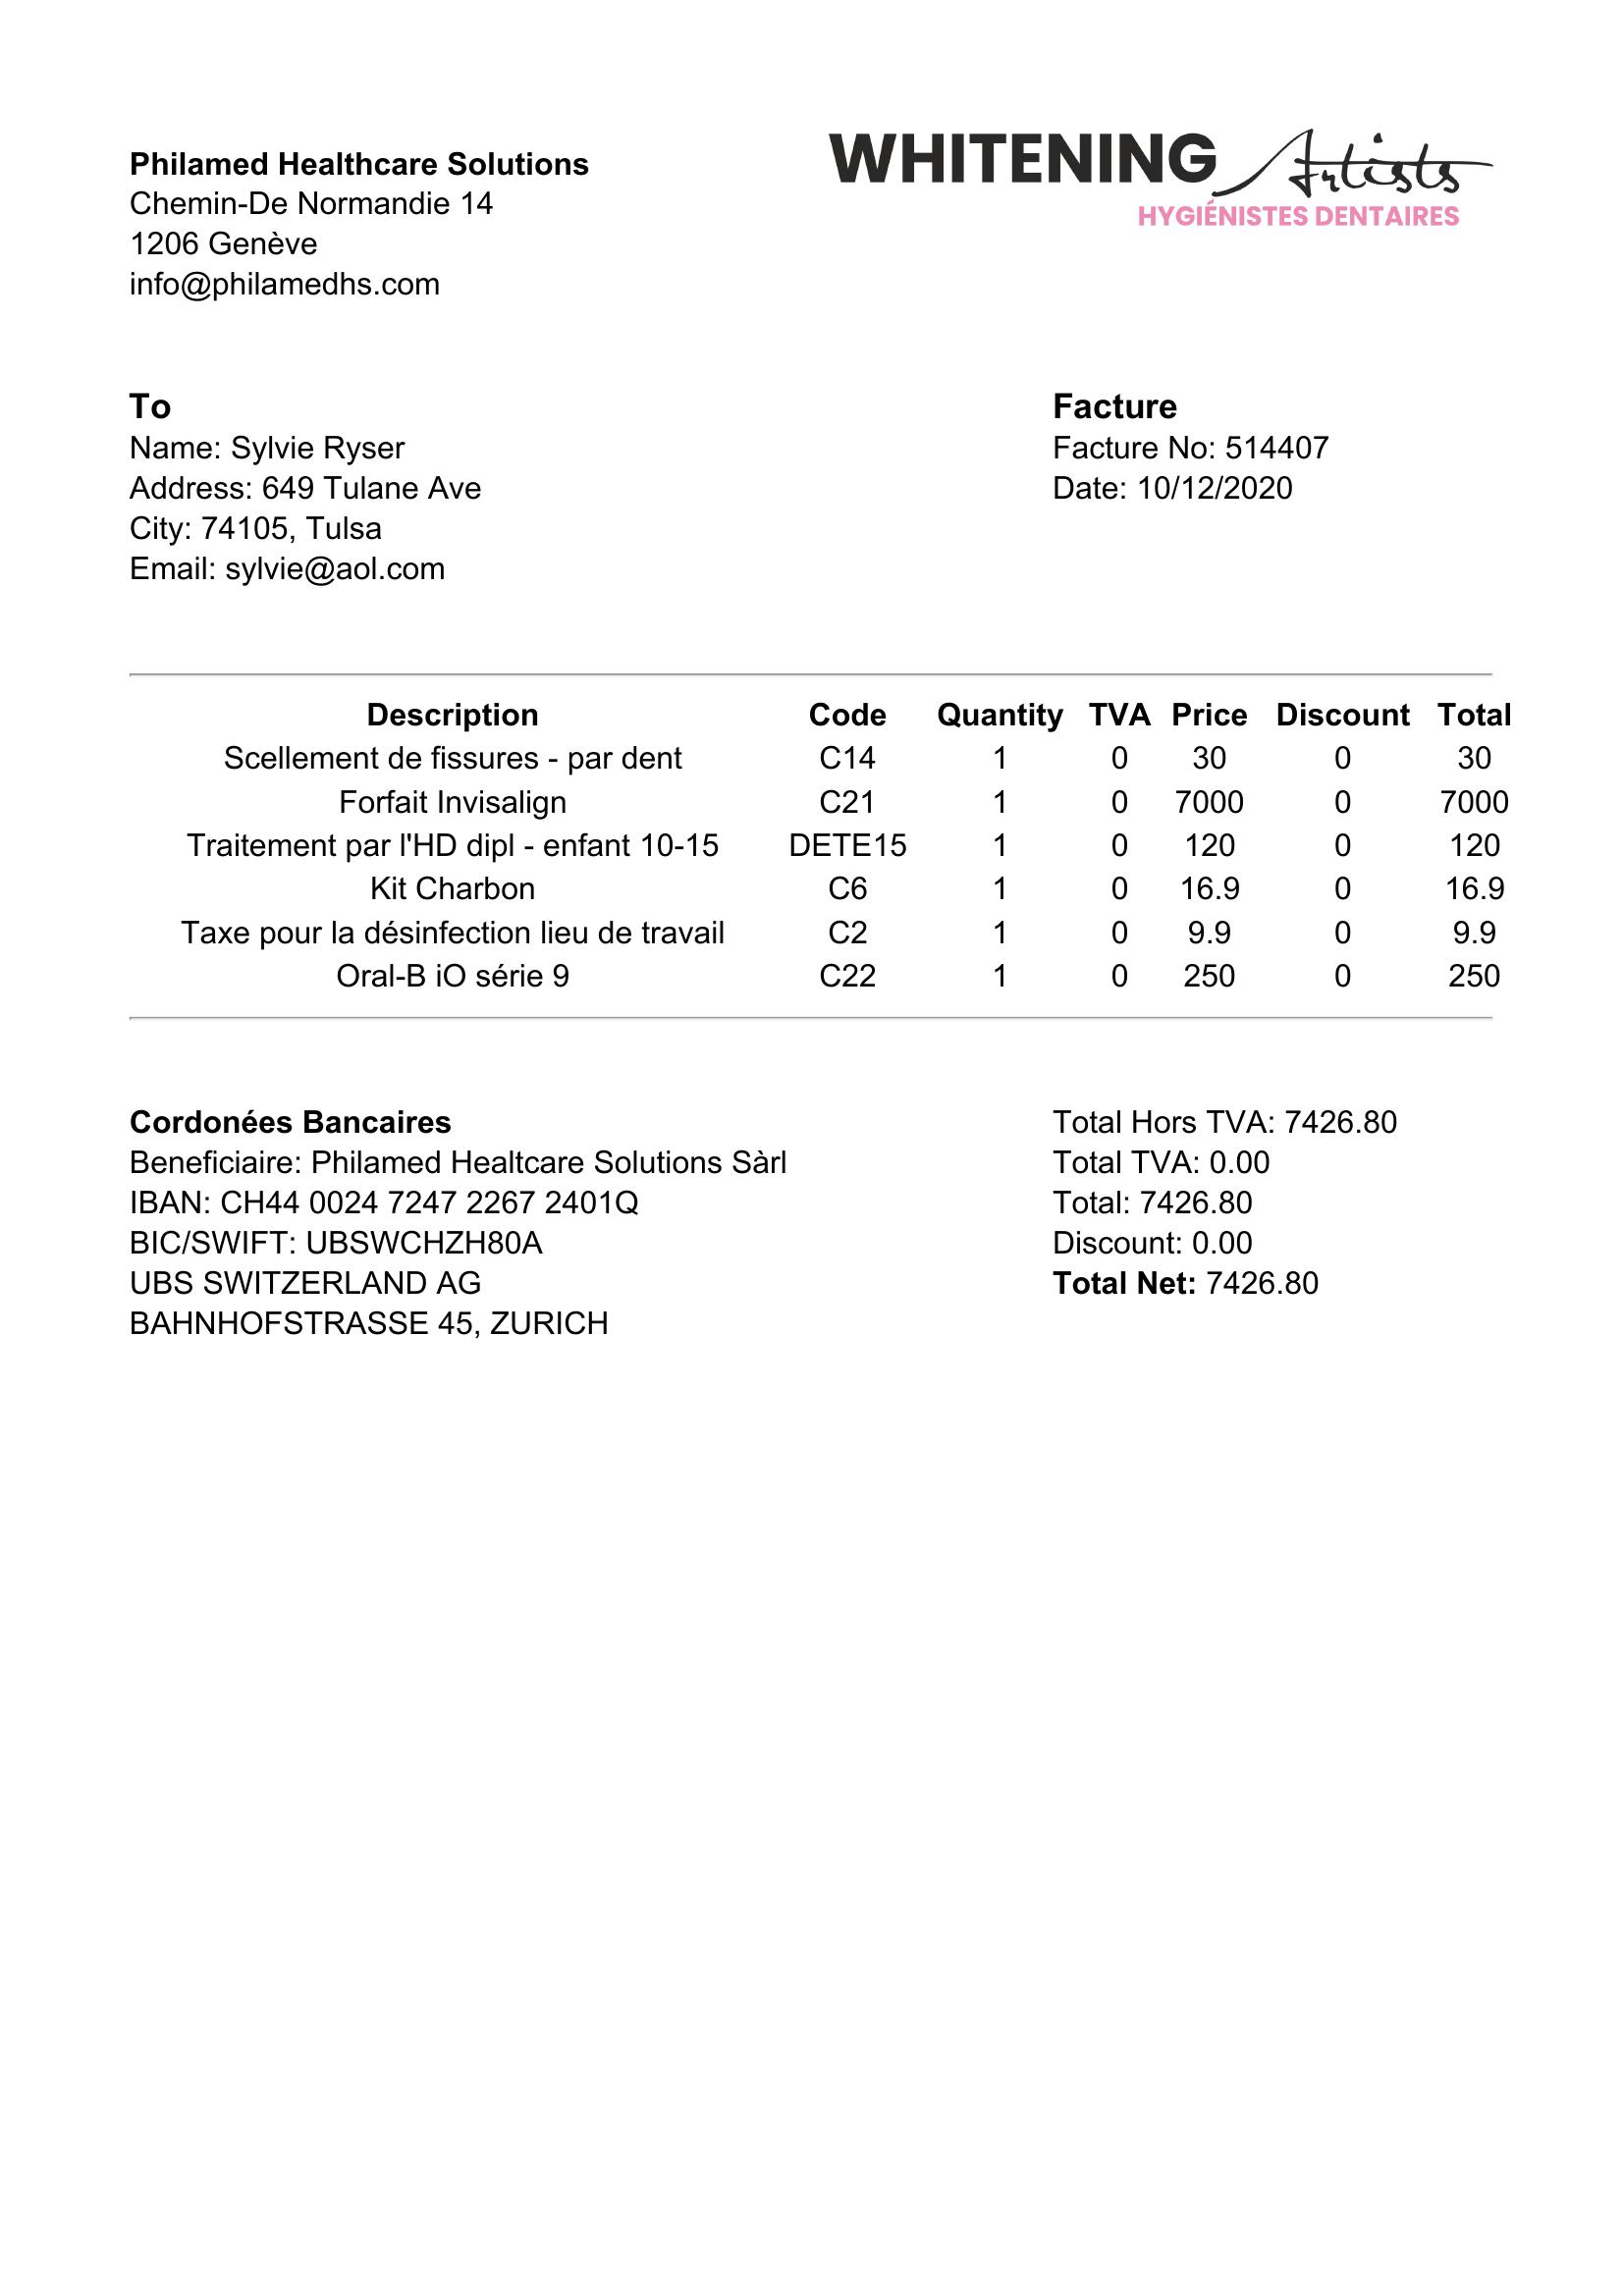 Philamed Healthcare Solutions
Chemin-De Normandie 14
1206 Genève
info@philamedhs.com
WHITENING Artists
HYGIÉNISTES DENTAIRES
To
Name: Sylvie Ryser
Address: 649 Tulane Ave
City: 74105, Tulsa
Email: sylvie@aol.com
Facture
Facture No: 514407
Date: 10/12/2020
Description Code Quantity TVA Price Discount Total
Scellement de fissures - par dent C14 1 0 30 0 30
Forfait Invisalign C21 1 0 7000 0 7000
Traitement par l'HD dipl - enfant 10-15 DETE15 1 0 120 0 120
Kit Charbon C6 1 0 16.9 0 16.9
Taxe pour la désinfection lieu de travail C2 1 0 9.9 0 9.9
Oral-B iO série 9 C22 1 0 250 0 250
Cordonées Bancaires
Beneficiaire: Philamed Healtcare Solutions Sàrl
IBAN: CH44 0024 7247 2267 2401Q
BIC/SWIFT: UBSWCHZH80A
UBS SWITZERLAND AG
BAHNHOFSTRASSE 45, ZURICH
Total Hors TVA: 7426.80
Total TVA: 0.00
Total: 7426.80
Discount: 0.00
Total Net: 7426.80